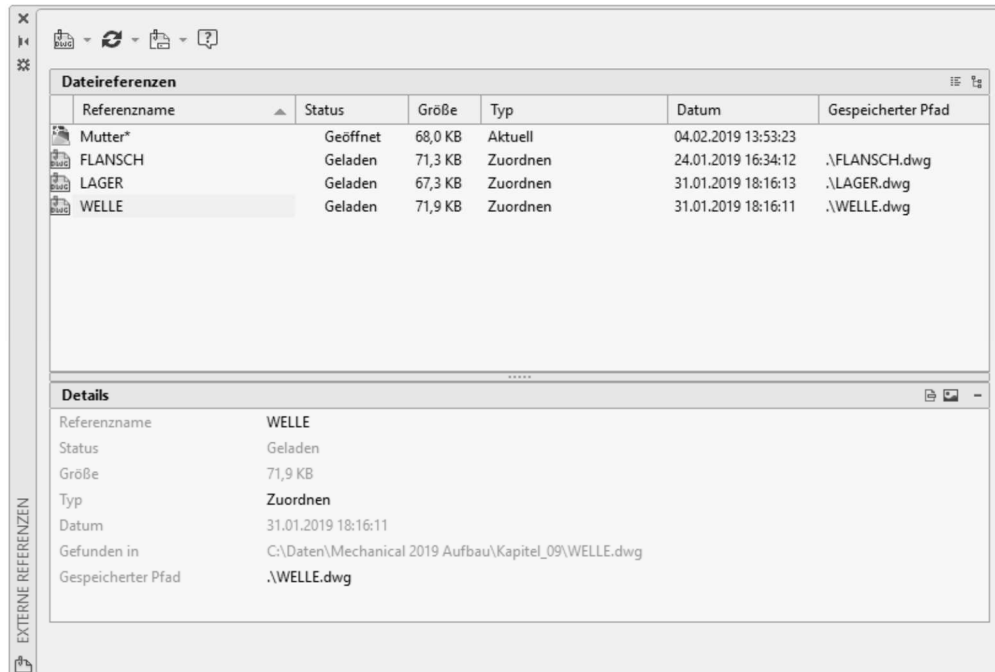 Dateireferenzen
Referenzname Status Größe Typ Datum Gespeicherter Pfad
Mutter* Geöffnet 68,0 KB Aktuell 04.02.2019 13:53:23
DWG FLANSCH Geladen 71,3 KB Zuordnen 24.01.2019 16:34:12 .\FLANSCH.dwg
DWG LAGER Geladen 67,3 KB Zuordnen 31.01.2019 18:16:13 .\LAGER.dwg
DWG WELLE Geladen 71,9 KB Zuordnen 31.01.2019 18:16:11 .\WELLE.dwg
Details
Referenzname WELLE
Status Geladen
Größe 71,9 KB
Typ Zuordnen
Datum 31.01.2019 18:16:11
Gefunden in C:\Daten\Mechanical 2019 Aufbau\Kapitel_09\WELLE.dwg
Gespeicherter Pfad .\WELLE.dwg
EXTERNE REFERENZEN